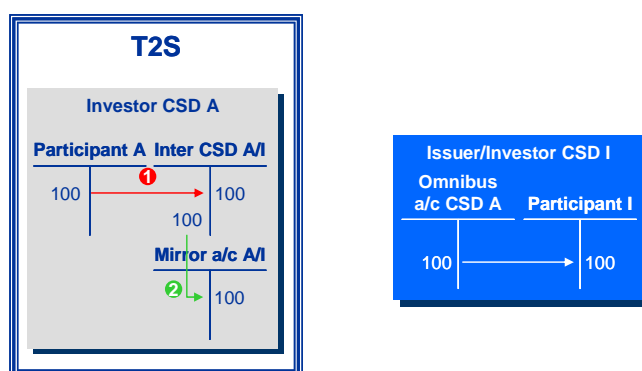 T2S
Investor CSD A
Participant A Inter CSD A/I
1
100 100
100
Mirror a/c A/I
2
100
Issuer/Investor CSD I
Omnibus
a/c CSD A Participant I
100 100